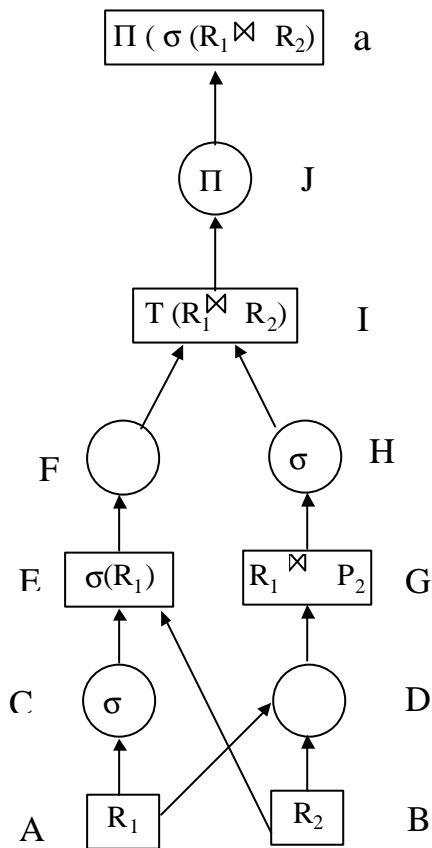 Π ( σ (R₁ ⋈ R₂) a
Π J
T (R₁ ⋈ R₂) I
F σ H
E σ(R₁) R₁ ⋈ P₂ G
C σ D
A R₁ R₂ B